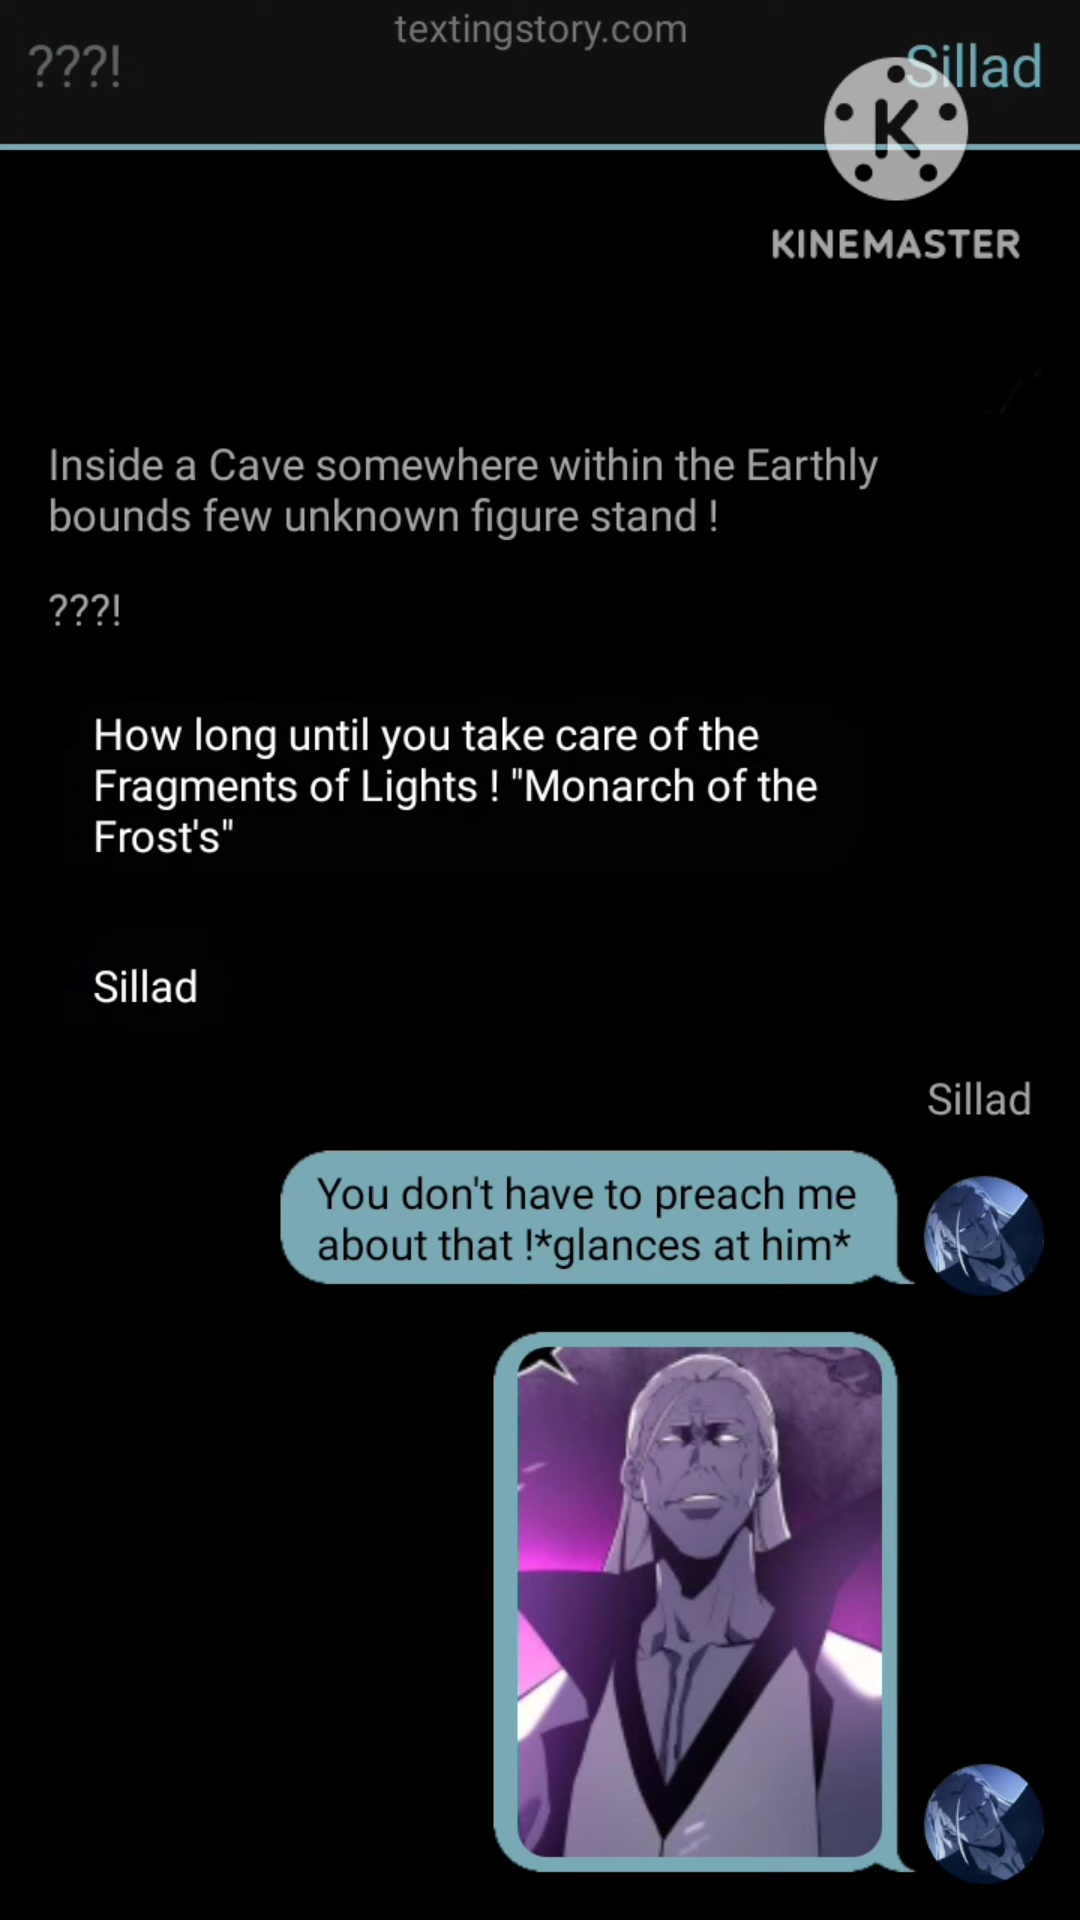 textingstory.com
???!
Sillad
K
KINEMASTER
Inside a Cave somewhere within the Earthly
bounds few unknown figure stand !
???!
How long until you take care of the
Fragments of Lights ! "Monarch of the
Frost's"
Sillad
Sillad
You don't have to preach me
about that !*glances at him*